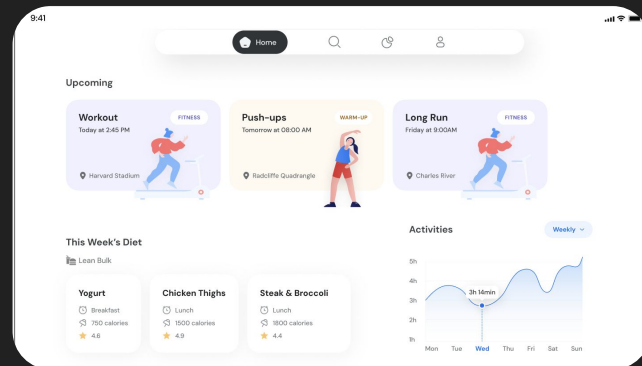 9:41
Home
Upcoming
Workout
FITNESS
Today at 2:45 PM
Harvard Stadium
Push-ups
WARM-UP
Tomorrow at 08:00 AM
Radcliffe Quadrangle
Long Run
FITNESS
Friday at 9:00AM
Charles River
This Week's Diet
Lean Bulk
Yogurt
Breakfast
750 calories
4.6
Chicken Thighs
Lunch
1500 calories
4.9
Steak & Broccoli
Lunch
1800 calories
4.4
Activities
Weekly
5h
4h
3h
2h
1h
3h 14min
Mon Tue Wed Thu Fri Sat Sun